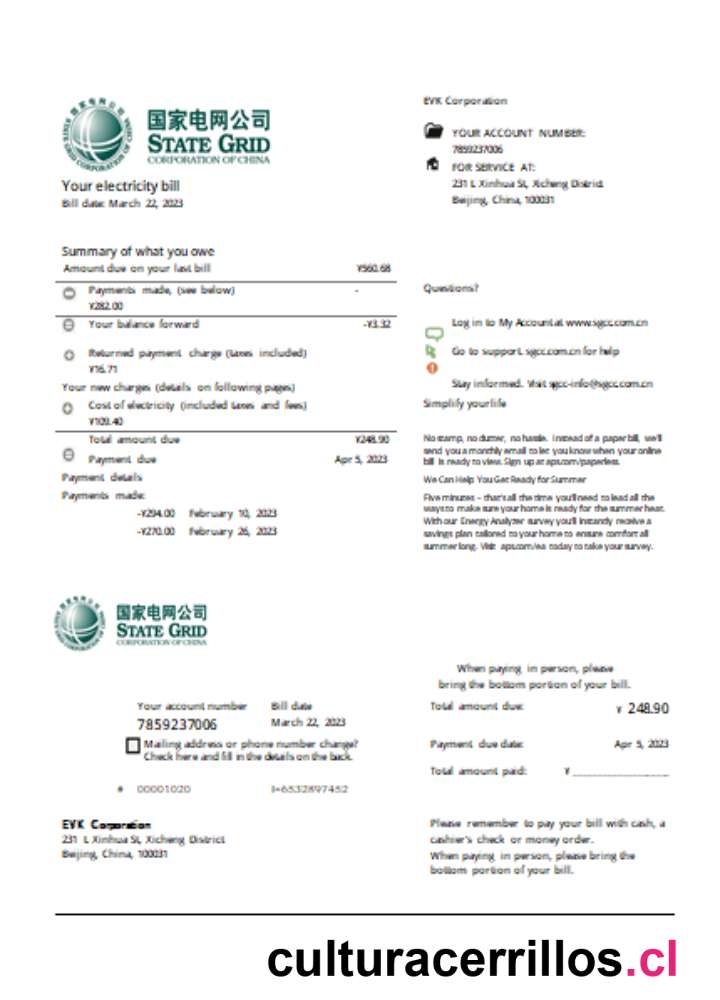 国家电网公司
STATE GRID
CORPORATION OF CHINA
Your electricity bill
Bill date: March 22, 2023
EVK Corporation
YOUR ACCOUNT NUMBER:
7859237006
FOR SERVICE AT:
231 L Xinhua St, Xicheng District
Beijing, China, 100031
Summary of what you owe
Amount due on your last bill ¥560.68
Payments made, (see below) -
¥282.00
Your balance forward -¥3.32
Returned payment charge (taxes included)
¥16.71
Your new charges (details on following pages)
Cost of electricity (included taxes and fees)
¥109.40
Total amount due ¥248.90
Payment due Apr 5, 2023
Payment details
Payments made:
-¥294.00 February 10, 2023
-¥270.00 February 26, 2023
Questions?
Log in to My Account at www.sgcc.com.cn
Go to support.sgcc.com.cn for help
Stay informed. Visit sgcc-info@sgcc.com.cn
Simplify your life
No stamp, no clutter, no hassle. Instead of a paper bill, we'll
send you a monthly email to let you know when your online
bill is ready to view. Sign up at aps.com/paperless.
We Can Help You Get Ready for Summer
Five minutes – that's all the time you'll need to lead all the
ways to make sure your home is ready for the summer heat.
With our Energy Analyzer survey you'll instantly receive a
savings plan tailored to your home to ensure comfort all
summer long. Visit aps.com/ea today to take your survey.
国家电网公司
STATE GRID
CORPORATION OF CHINA
Your account number Bill date
7859237006 March 22, 2023
Mailing address or phone number change?
Check here and fill in the details on the back.
# 00001020 I=6532897452
EVK Corporation
231 L Xinhua St, Xicheng District
Beijing, China, 100031
When paying in person, please
bring the bottom portion of your bill.
Total amount due: ¥ 248.90
Payment due date: Apr 5, 2023
Total amount paid: ¥ ________________
Please remember to pay your bill with cash, a
cashier's check or money order.
When paying in person, please bring the
bottom portion of your bill.
culturacerrillos.cl